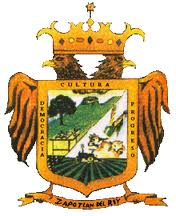 CULTURA
DEMOCRACIA
PROGRESO
ZAPOTLAN DEL REY